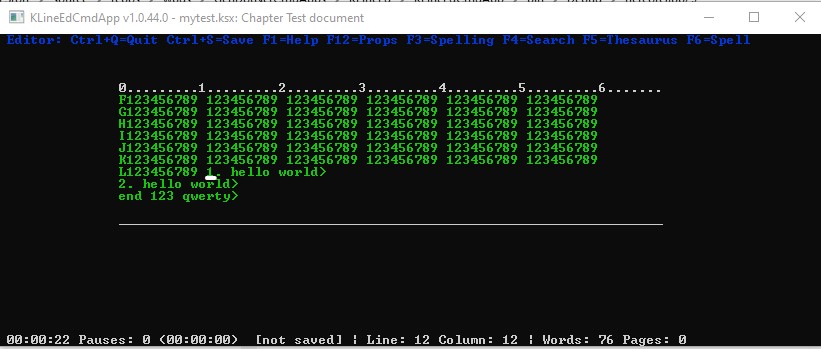 KLineEdCmdApp v1.0.44.0 - mytest.ksx: Chapter Test document
Editor: Ctrl+Q=Quit Ctrl+S=Save F1=Help F12=Props F3=Spelling F4=Search F5=Thesaurus F6=Spell
0.........1.........2.........3.........4.........5.........6.......
F123456789 123456789 123456789 123456789 123456789 123456789
G123456789 123456789 123456789 123456789 123456789 123456789
H123456789 123456789 123456789 123456789 123456789 123456789
I123456789 123456789 123456789 123456789 123456789 123456789
J123456789 123456789 123456789 123456789 123456789 123456789
K123456789 123456789 123456789 123456789 123456789 123456789
L123456789 1. hello world>
2. hello world>
end 123 qwerty>
00:00:22 Pauses: 0 (00:00:00)  [not saved] ¦ Line: 12 Column: 12 ¦ Words: 76 Pages: 0